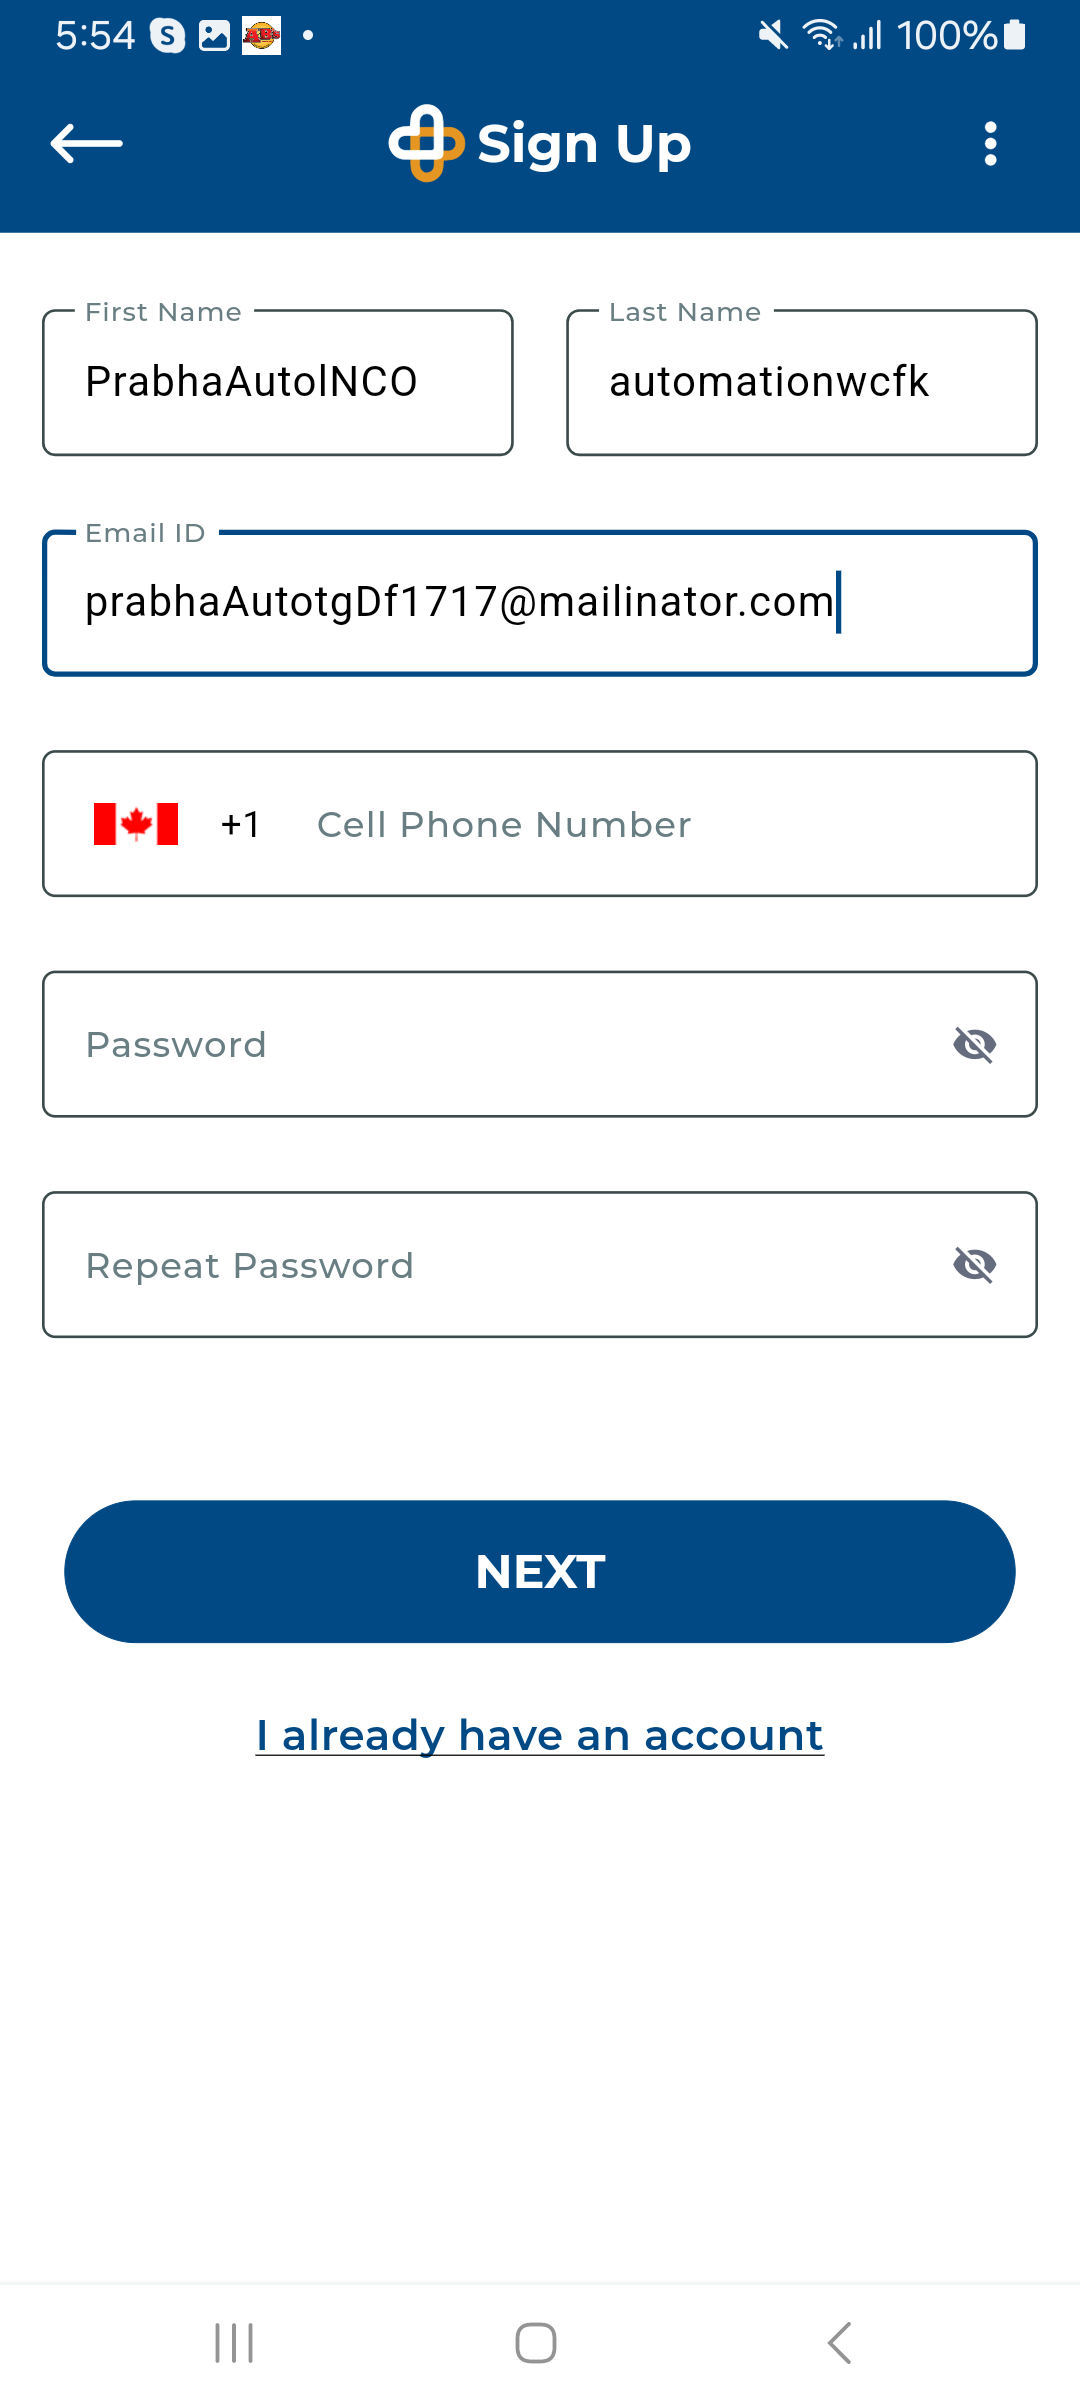 5:54 100%
Sign Up
First Name Last Name
PrabhaAutolNCO automationwcfk
Email ID
prabhaAutotgDf1717@mailinator.com
+1 Cell Phone Number
Password
Repeat Password
NEXT
I already have an account